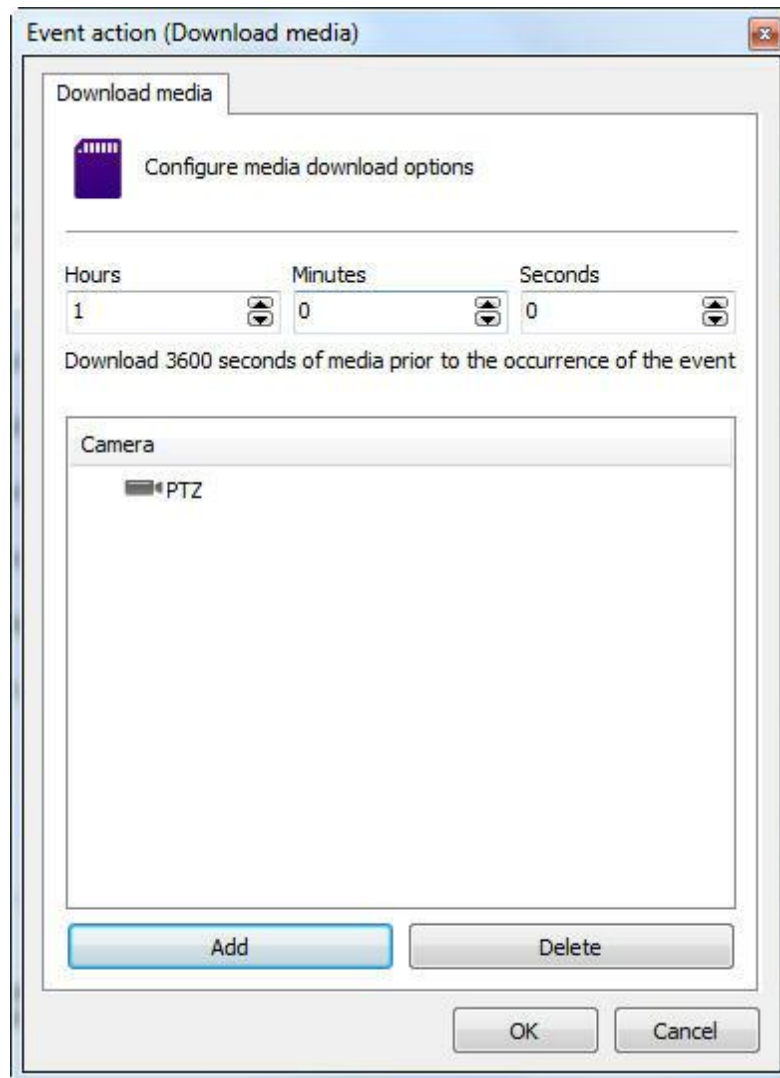 Event action (Download media)
Download media
Configure media download options
Hours Minutes Seconds
1 0 0
Download 3600 seconds of media prior to the occurrence of the event
Camera
PTZ
Add Delete
OK Cancel